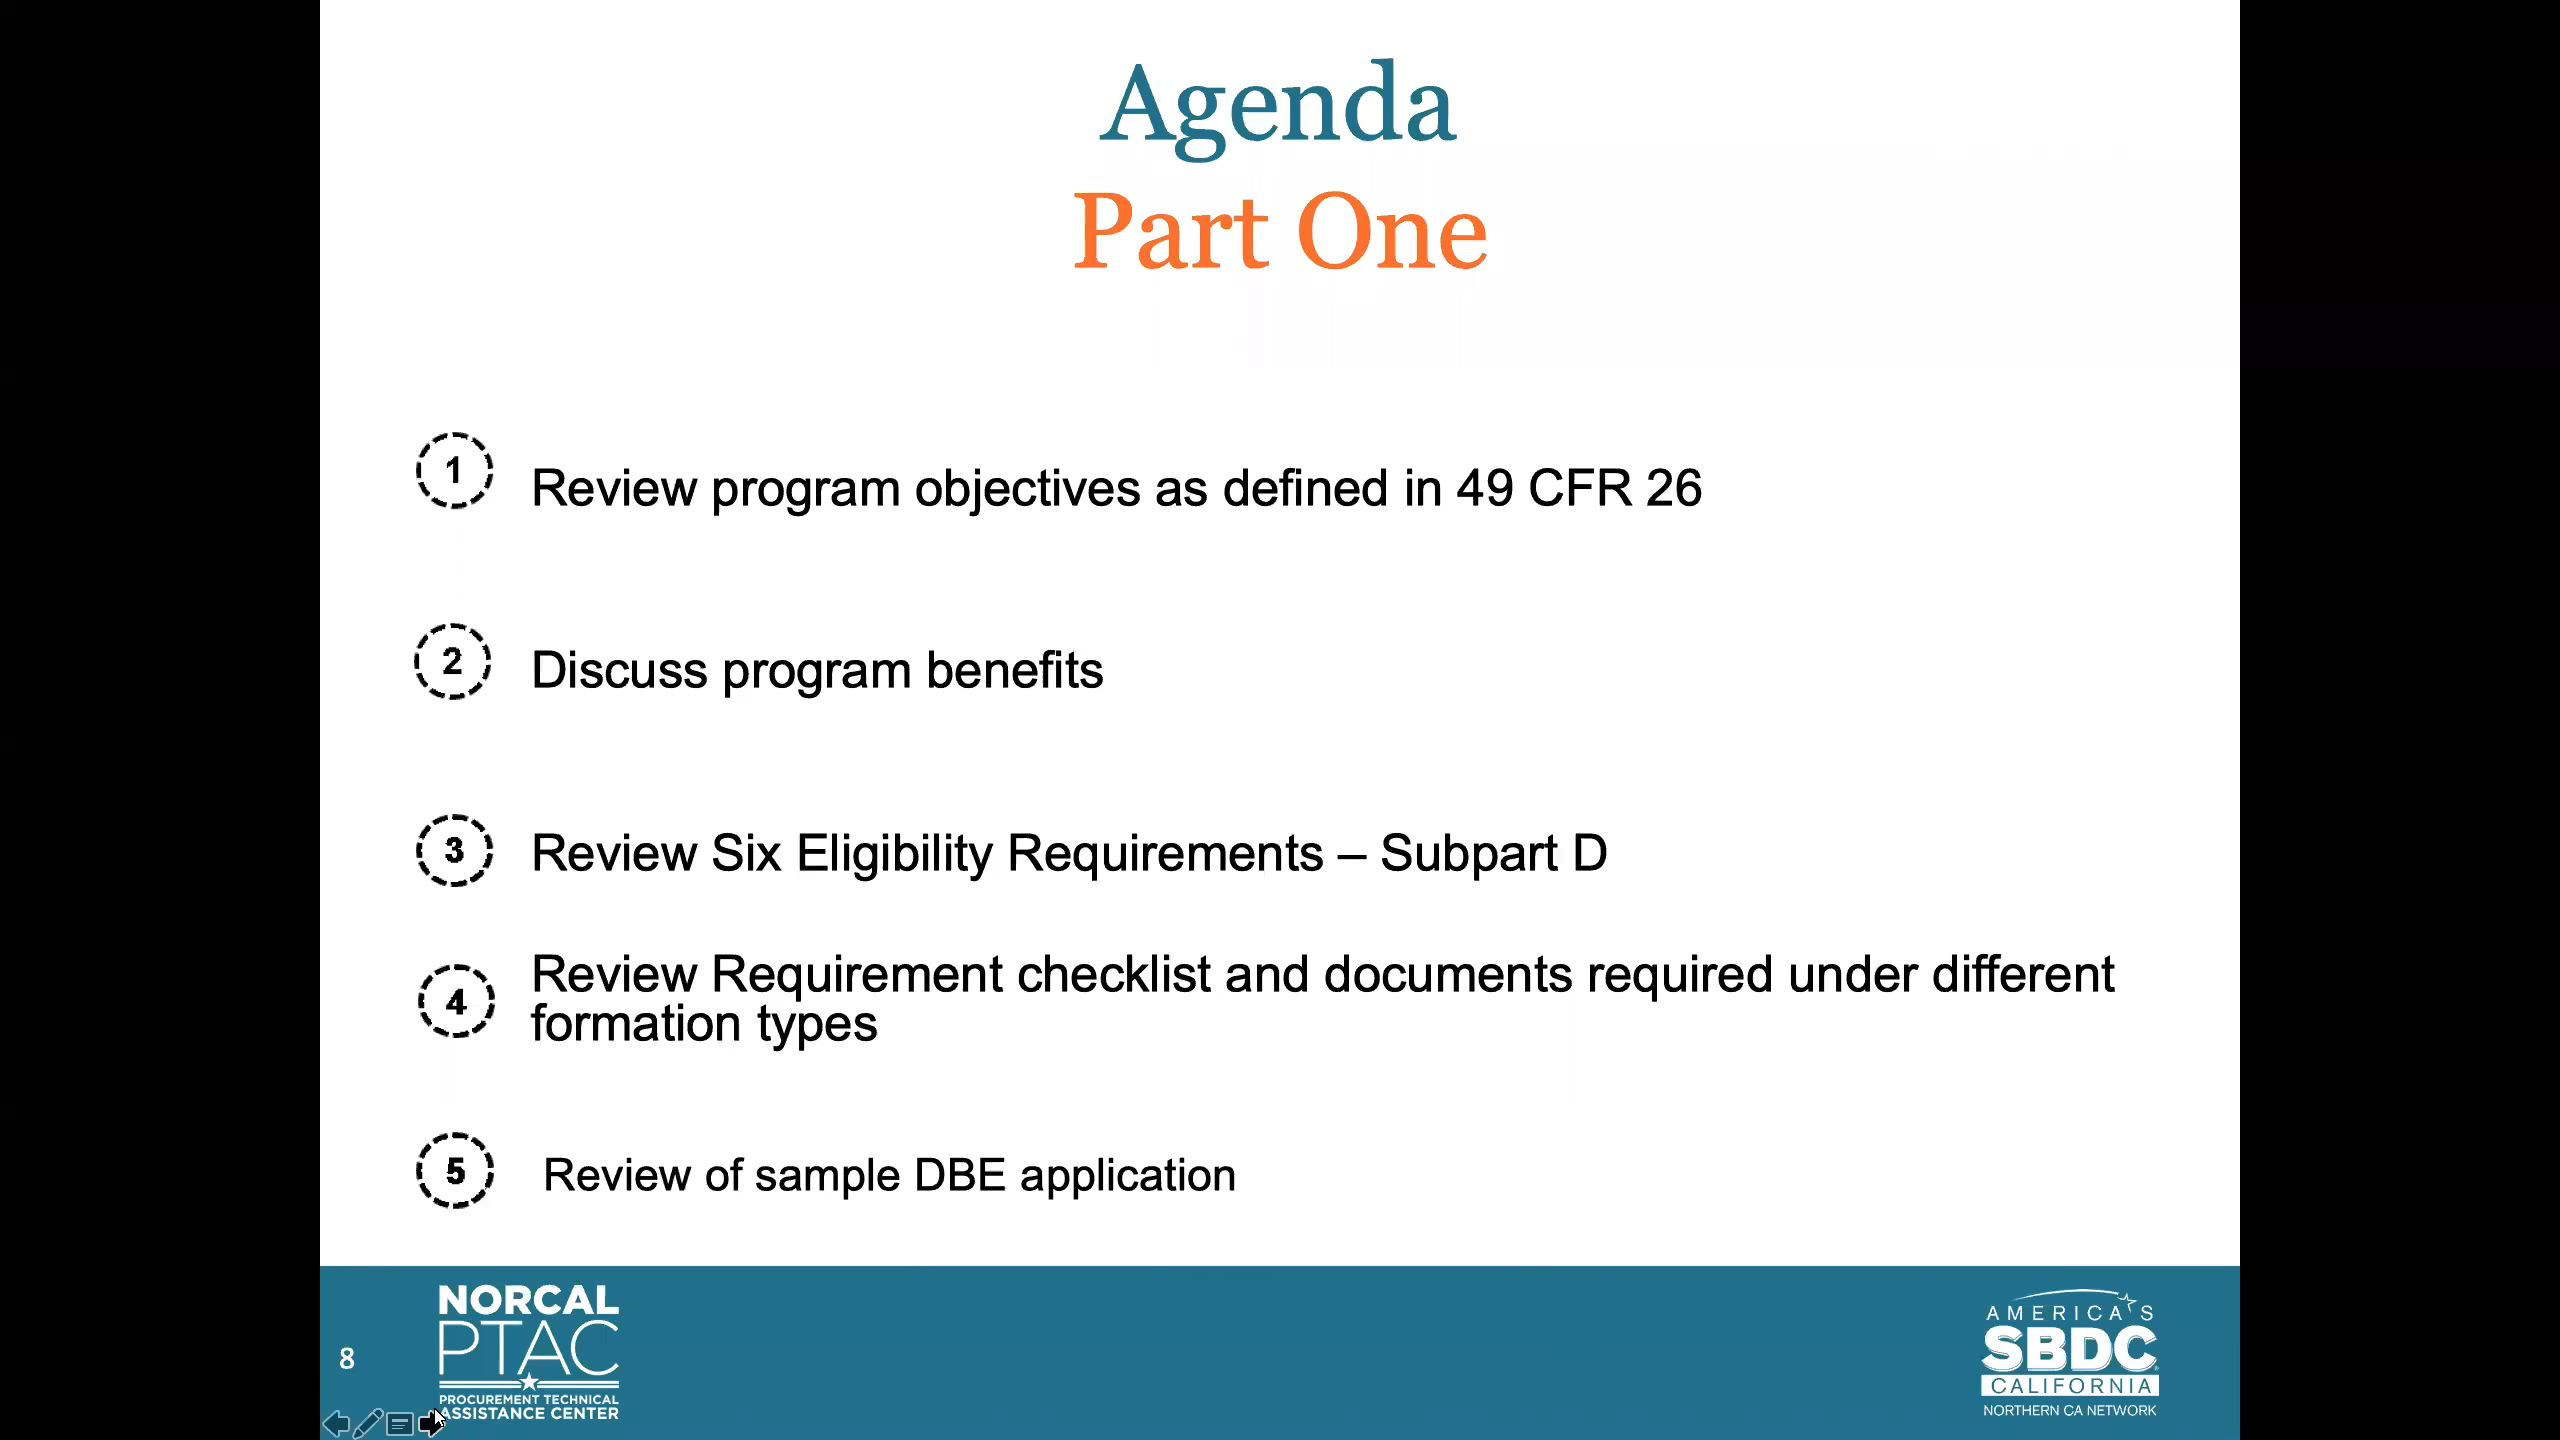 Agenda
Part One
1 Review program objectives as defined in 49 CFR 26
2 Discuss program benefits
3 Review Six Eligibility Requirements – Subpart D
4 Review Requirement checklist and documents required under different
formation types
5 Review of sample DBE application
8
NORCAL
PTAC
PROCUREMENT TECHNICAL
ASSISTANCE CENTER
AMERICA'S
SBDC
CALIFORNIA
NORTHERN CA NETWORK